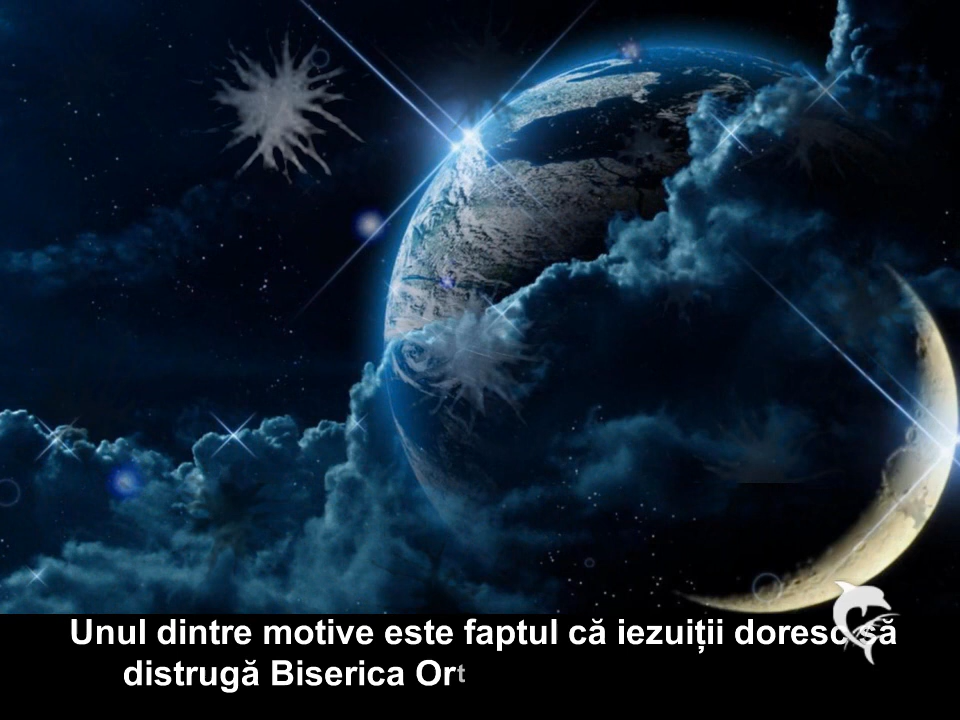 Unul dintre motive este faptul că iezuiții doresc să
distrugă Biserica Ort